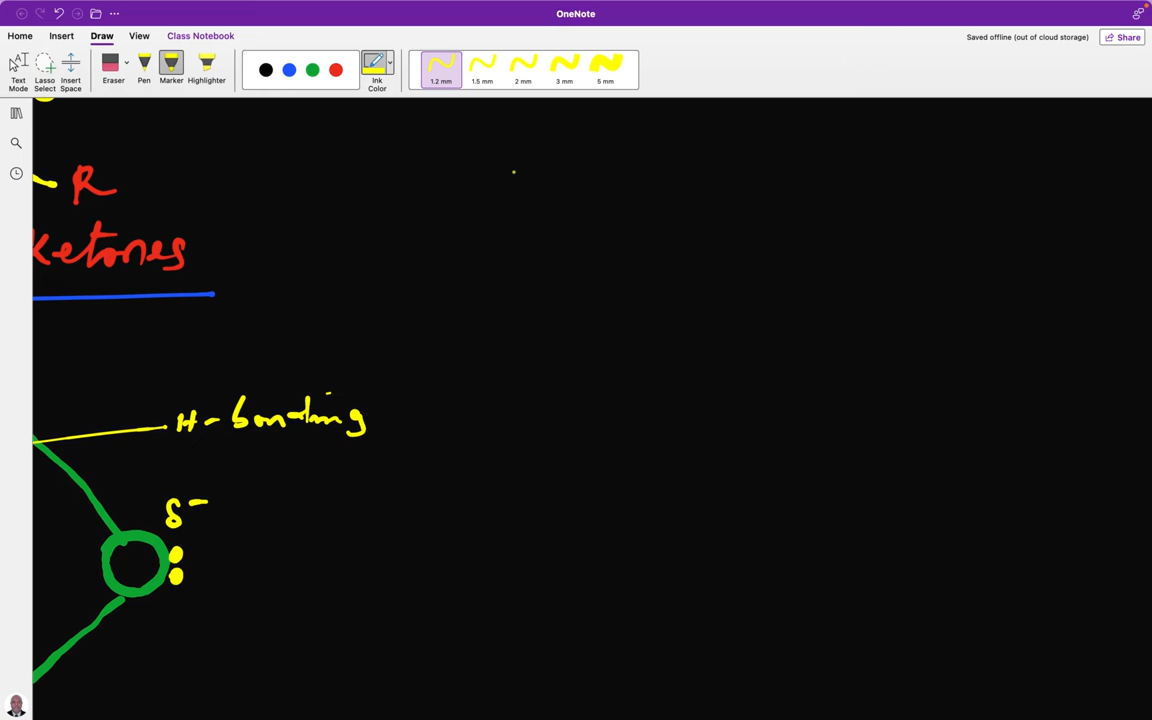 OneNote
Home Insert Draw View Class Notebook
Saved offline (out of cloud storage) Share
Text Mode
Lasso Select
Insert Space
Eraser
Pen
Marker
Highlighter
Ink Color
1.2 mm 1.5 mm 2 mm 3 mm 5 mm
R
Ketones
H- bonding
δ-